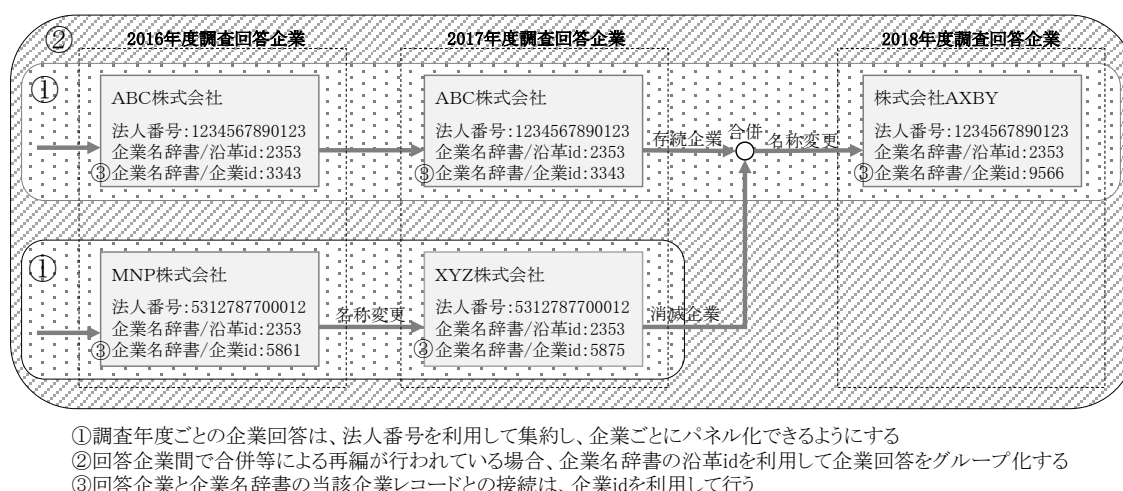 ②
2016年度調査回答企業
2017年度調査回答企業
2018年度調査回答企業
①
ABC株式会社
法人番号:1234567890123
企業名辞書/沿革id:2353
③企業名辞書/企業id:3343
ABC株式会社
法人番号:1234567890123
企業名辞書/沿革id:2353
③企業名辞書/企業id:3343
存続企業
合併
名称変更
株式会社AXBY
法人番号:1234567890123
企業名辞書/沿革id:2353
③企業名辞書/企業id:9566
①
MNP株式会社
法人番号:5312787700012
企業名辞書/沿革id:2353
③企業名辞書/企業id:5861
名称変更
XYZ株式会社
法人番号:5312787700012
企業名辞書/沿革id:2353
③企業名辞書/企業id:5875
消滅企業
①調査年度ごとの企業回答は、法人番号を利用して集約し、企業ごとにパネル化できるようにする
②回答企業間で合併等による再編が行われている場合、企業名辞書の沿革idを利用して企業回答をグループ化する
③回答企業と企業名辞書の当該企業レコードとの接続は、企業idを利用して行う